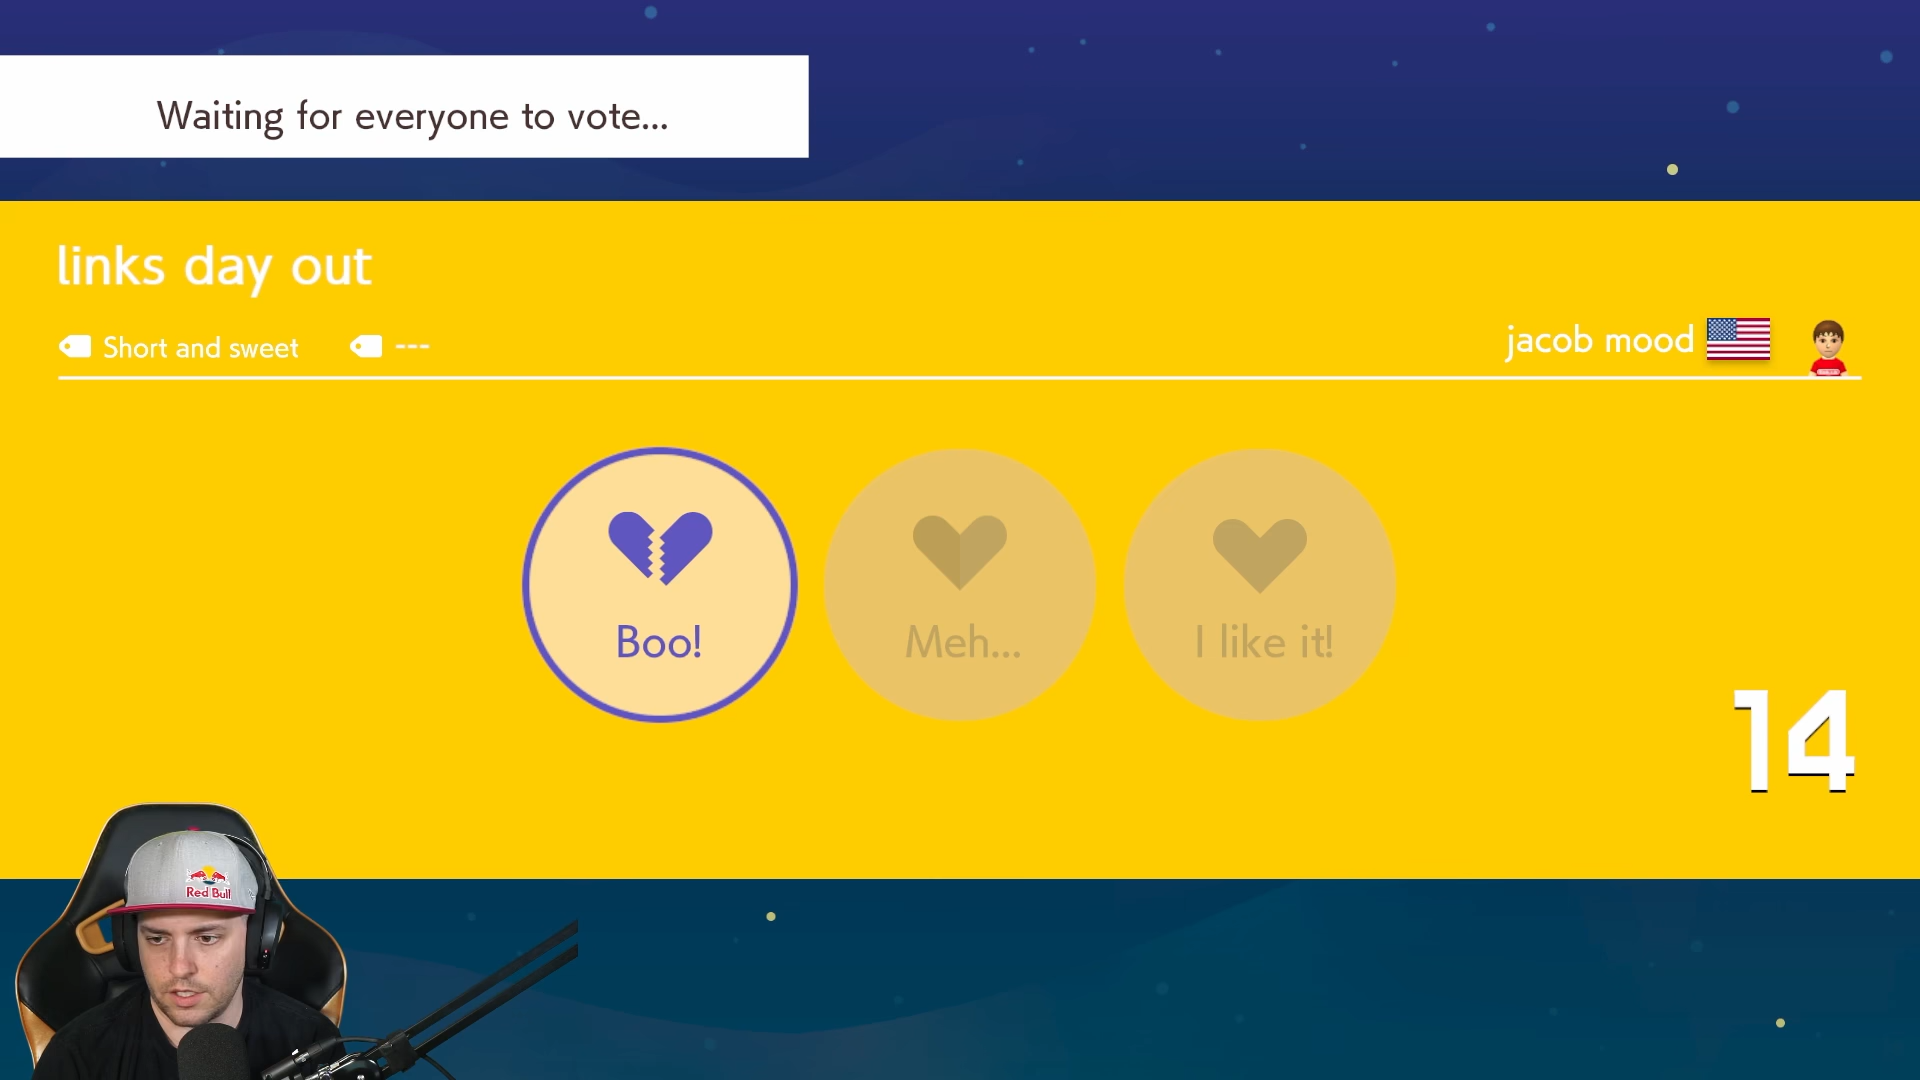 Waiting for everyone to vote...
links day out
Short and sweet
---
jacob mood
Boo!
Meh...
I like it!
14
Red Bull